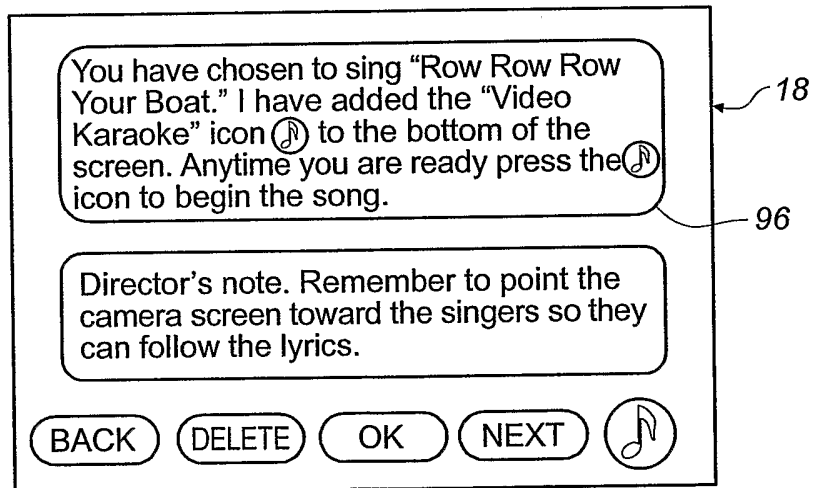 You have chosen to sing “Row Row Row
Your Boat.” I have added the “Video
Karaoke” icon to the bottom of the
screen. Anytime you are ready press the
icon to begin the song.
18
96
Director’s note. Remember to point the
camera screen toward the singers so they
can follow the lyrics.
BACK DELETE OK NEXT